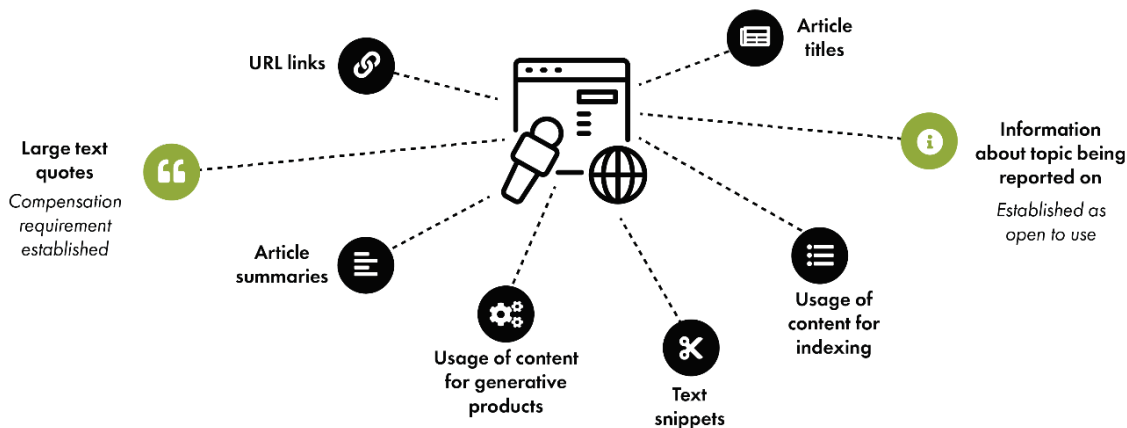 URL links
Article
titles
Large text
quotes
Compensation
requirement
established
Information
about topic being
reported on
Established as
open to use
Article
summaries
Usage of content
for generative
products
Text
snippets
Usage of
content for
indexing